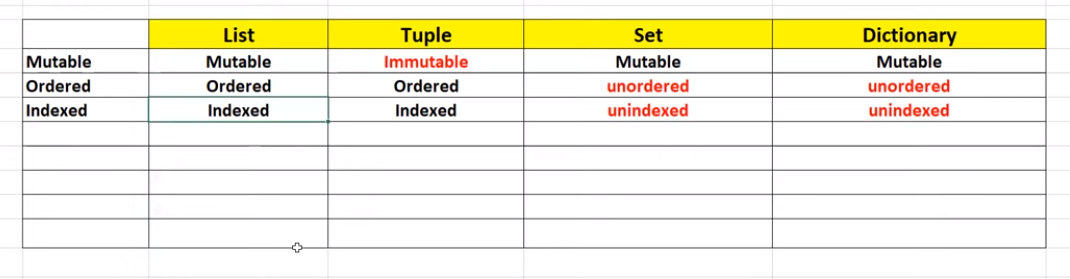 List Tuple Set Dictionary
Mutable Mutable Immutable Mutable Mutable
Ordered Ordered Ordered unordered unordered
Indexed Indexed Indexed unindexed unindexed